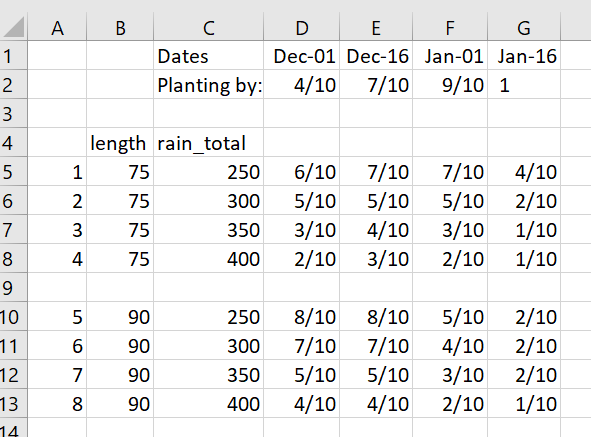 A B C D E F G
1 Dates Dec-01 Dec-16 Jan-01 Jan-16
2 Planting by: 4/10 7/10 9/10 1
3
4 length rain_total
5 1 75 250 6/10 7/10 7/10 4/10
6 2 75 300 5/10 5/10 5/10 2/10
7 3 75 350 3/10 4/10 3/10 1/10
8 4 75 400 2/10 3/10 2/10 1/10
9
10 5 90 250 8/10 8/10 5/10 2/10
11 6 90 300 7/10 7/10 4/10 2/10
12 7 90 350 5/10 5/10 3/10 2/10
13 8 90 400 4/10 4/10 2/10 1/10
14